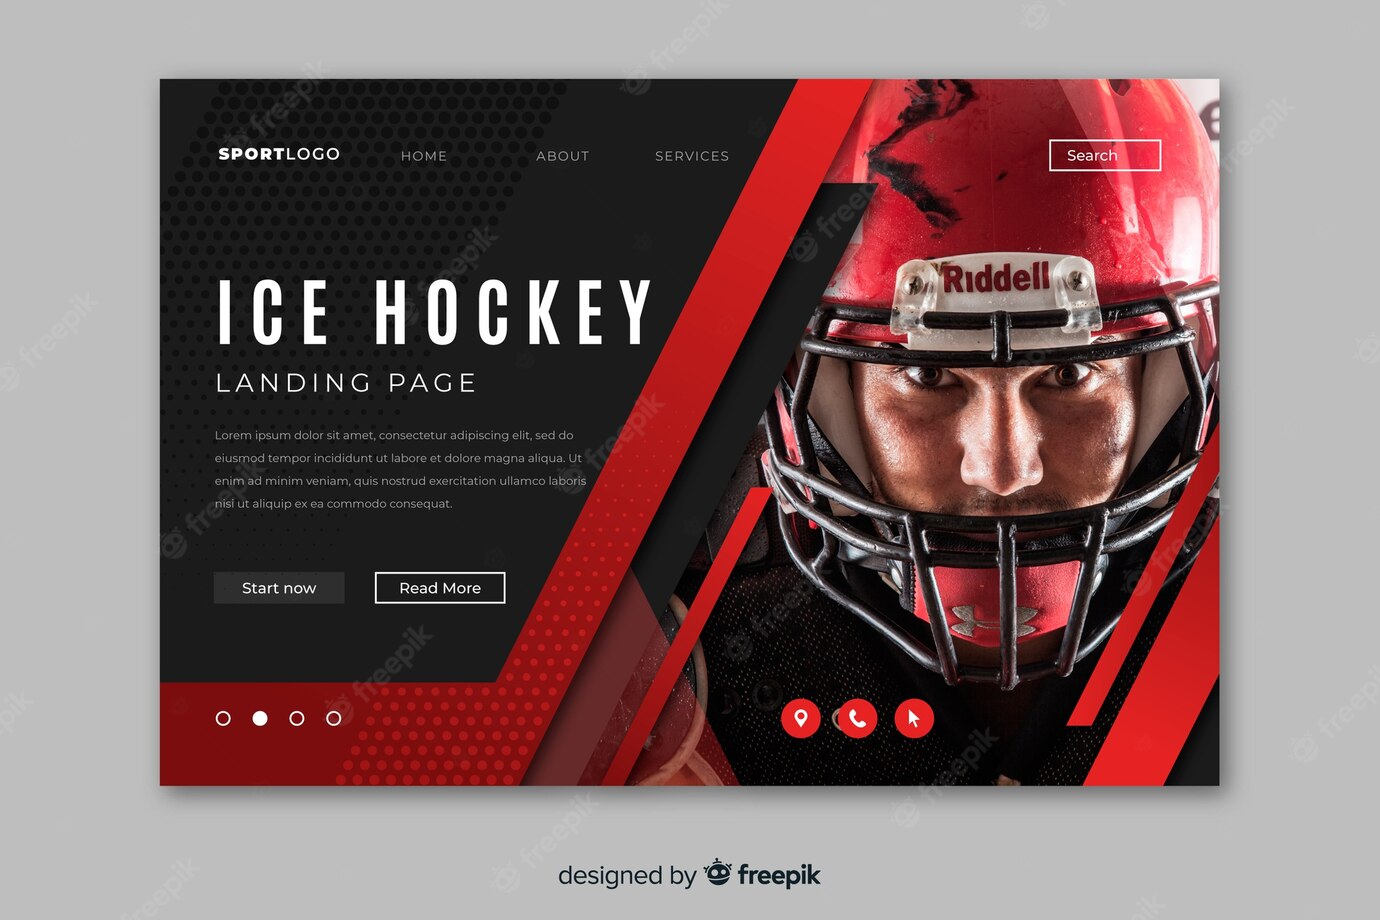 SPORTLOGO HOME ABOUT SERVICES Search
Riddell
ICE HOCKEY
LANDING PAGE
Lorem ipsum dolor sit amet, consectetur adipiscing elit, sed do
eiusmod tempor incididunt ut labore et dolore magna aliqua. Ut
enim ad minim veniam, quis nostrud exercitation ullamco laboris
nisi ut aliquip ex ea commodo consequat.
Start now Read More
designed by freepik